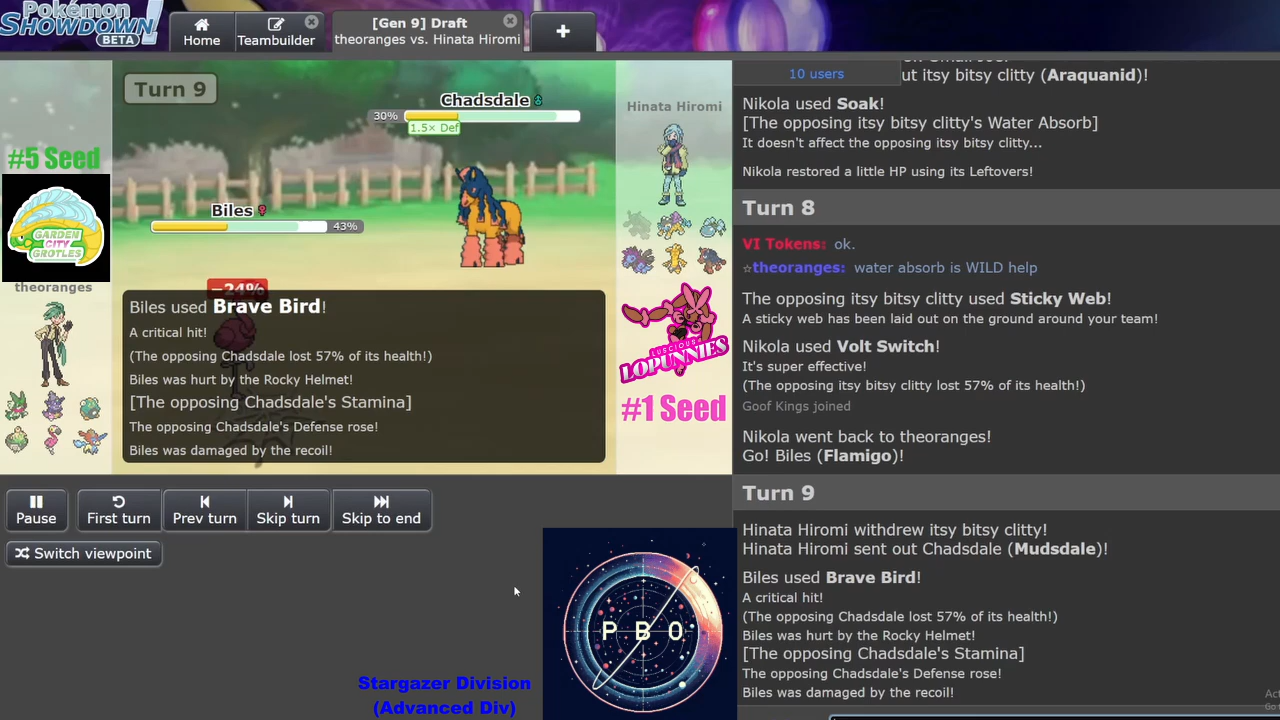 Pokémon
SHOWDOWN!
BETA
Home
Teambuilder
[Gen 9] Draft
theoranges vs. Hinata Hiromi
Turn 9
#5 Seed
GARDEN
CITY
GROTLES
theoranges
Chadsdale
30%
1.5× Def
Biles
43%
−24%
Biles used Brave Bird!
A critical hit!
(The opposing Chadsdale lost 57% of its health!)
Biles was hurt by the Rocky Helmet!
[The opposing Chadsdale's Stamina]
The opposing Chadsdale's Defense rose!
Biles was damaged by the recoil!
Hinata Hiromi
LUSCIOUS
LOPUNNIES
#1 Seed
Pause
First turn
Prev turn
Skip turn
Skip to end
Switch viewpoint
P B O
Stargazer Division
(Advanced Div)
10 users
ut itsy bitsy clitty (Araquanid)!
Nikola used Soak!
[The opposing itsy bitsy clitty's Water Absorb]
It doesn't affect the opposing itsy bitsy clitty...
Nikola restored a little HP using its Leftovers!
Turn 8
VI Tokens: ok.
☆theoranges: water absorb is WILD help
The opposing itsy bitsy clitty used Sticky Web!
A sticky web has been laid out on the ground around your team!
Nikola used Volt Switch!
It's super effective!
(The opposing itsy bitsy clitty lost 57% of its health!)
Goof Kings joined
Nikola went back to theoranges!
Go! Biles (Flamigo)!
Turn 9
Hinata Hiromi withdrew itsy bitsy clitty!
Hinata Hiromi sent out Chadsdale (Mudsdale)!
Biles used Brave Bird!
A critical hit!
(The opposing Chadsdale lost 57% of its health!)
Biles was hurt by the Rocky Helmet!
[The opposing Chadsdale's Stamina]
The opposing Chadsdale's Defense rose!
Biles was damaged by the recoil!